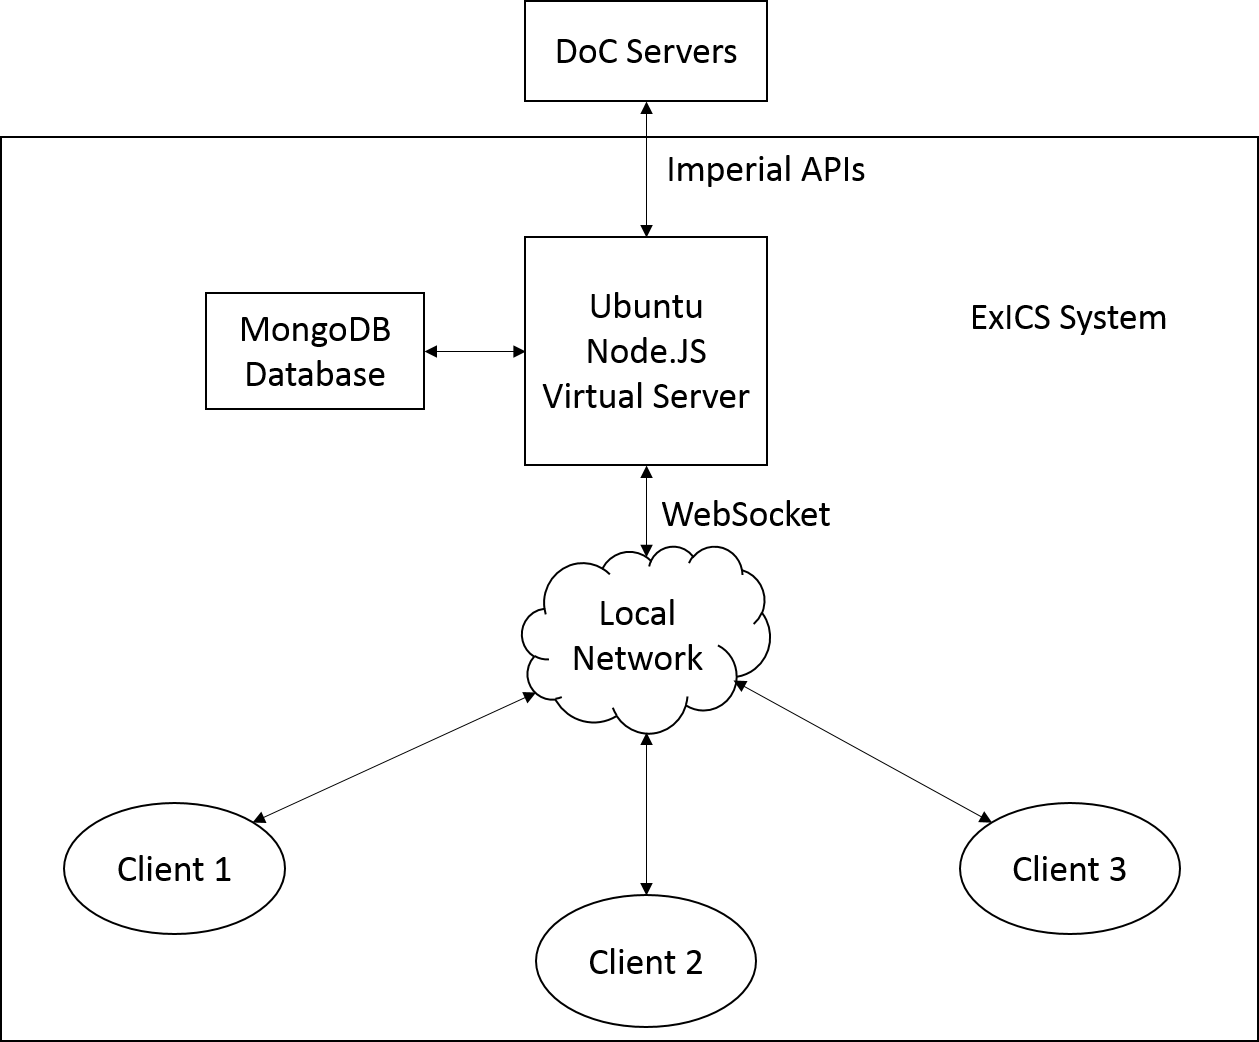 DoC Servers
Imperial APIs
Ubuntu
Node.JS
Virtual Server
MongoDB
Database
ExICS System
WebSocket
Local
Network
Client 1
Client 2
Client 3